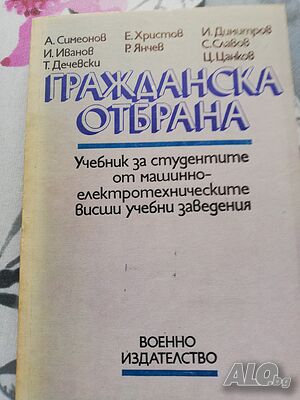 А. Симеонов Е. Христов И. Димитров
И. Иванов Р. Янчев С. Славов
Т. Дечевски Ц. Цанков
ГРАЖДАНСКА
ОТБРАНА
Учебник за студентите
от машинно-
електротехническите
висши учебни заведения
ВОЕННО
ИЗДАТЕЛСТВО
ALO.bg